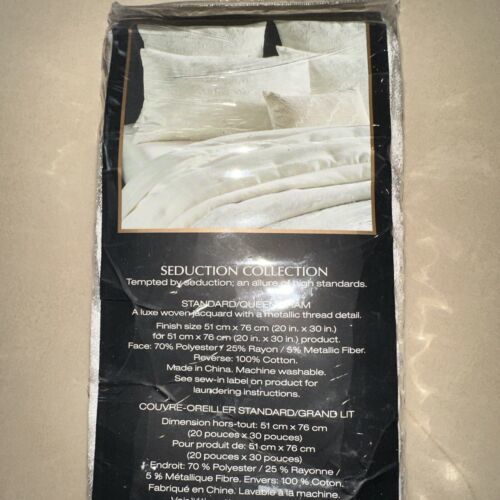 SEDUCTION COLLECTION
Tempted by seduction; an allure of high standards.
STANDARD/QUEEN SHAM
A luxe woven jacquard with a metallic thread detail.
Finish size 51 cm x 76 cm (20 in. x 30 in.)
for 51 cm x 76 cm (20 in. x 30 in.) product.
Face: 70% Polyester / 25% Rayon / 5% Metallic Fiber.
Reverse: 100% Cotton.
Made in China. Machine washable.
See sew-in label on product for
laundering instructions.
COUVRE-OREILLER STANDARD/GRAND LIT
Dimension hors-tout: 51 cm x 76 cm
(20 pouces x 30 pouces)
Pour produit de: 51 cm x 76 cm
(20 pouces x 30 pouces)
Endroit: 70 % Polyester / 25 % Rayonne /
5 % Métallique Fibre. Envers: 100 % Coton.
Fabriqué en Chine. Lavable à la machine.